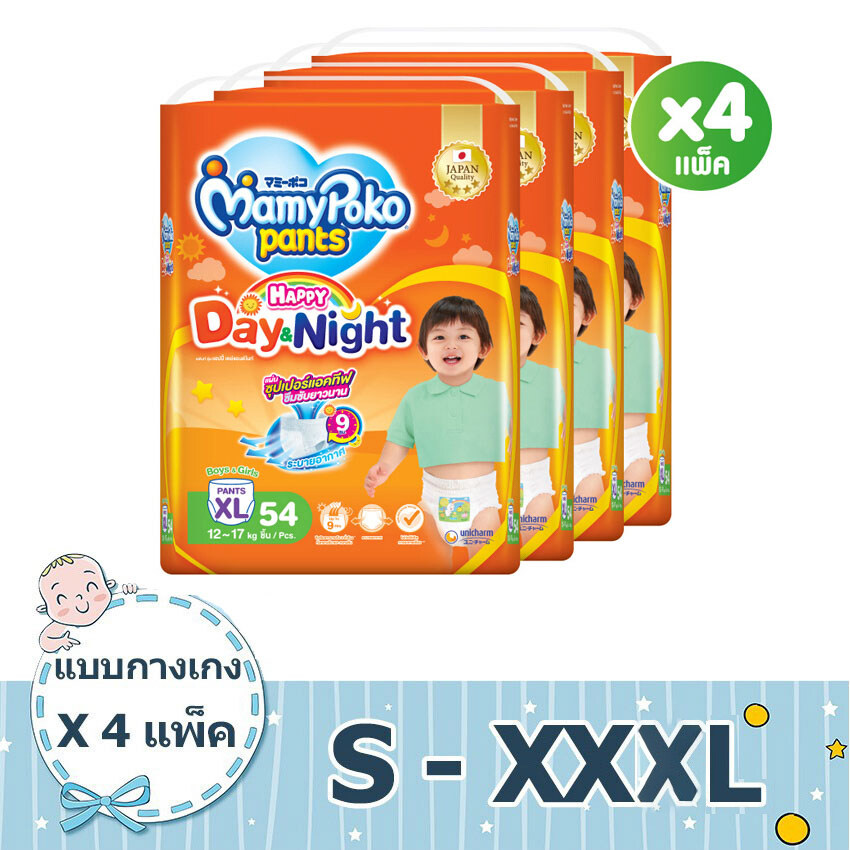 x4
แพ็ค
JAPAN
Quality
マミーポコ
MamyPoko
pants
HAPPY
Day & Night
แผ่น
ซุปเปอร์แอคทีฟ
ซึมซับยาวนาน
9
ระบายอากาศ
Boys & Girls
PANTS
XL 54
12~17 kg ชิ้น / Pcs.
unicharm
ユニ・チャーム
54
แบบกางเกง
X 4 แพ็ค
S - XXXL